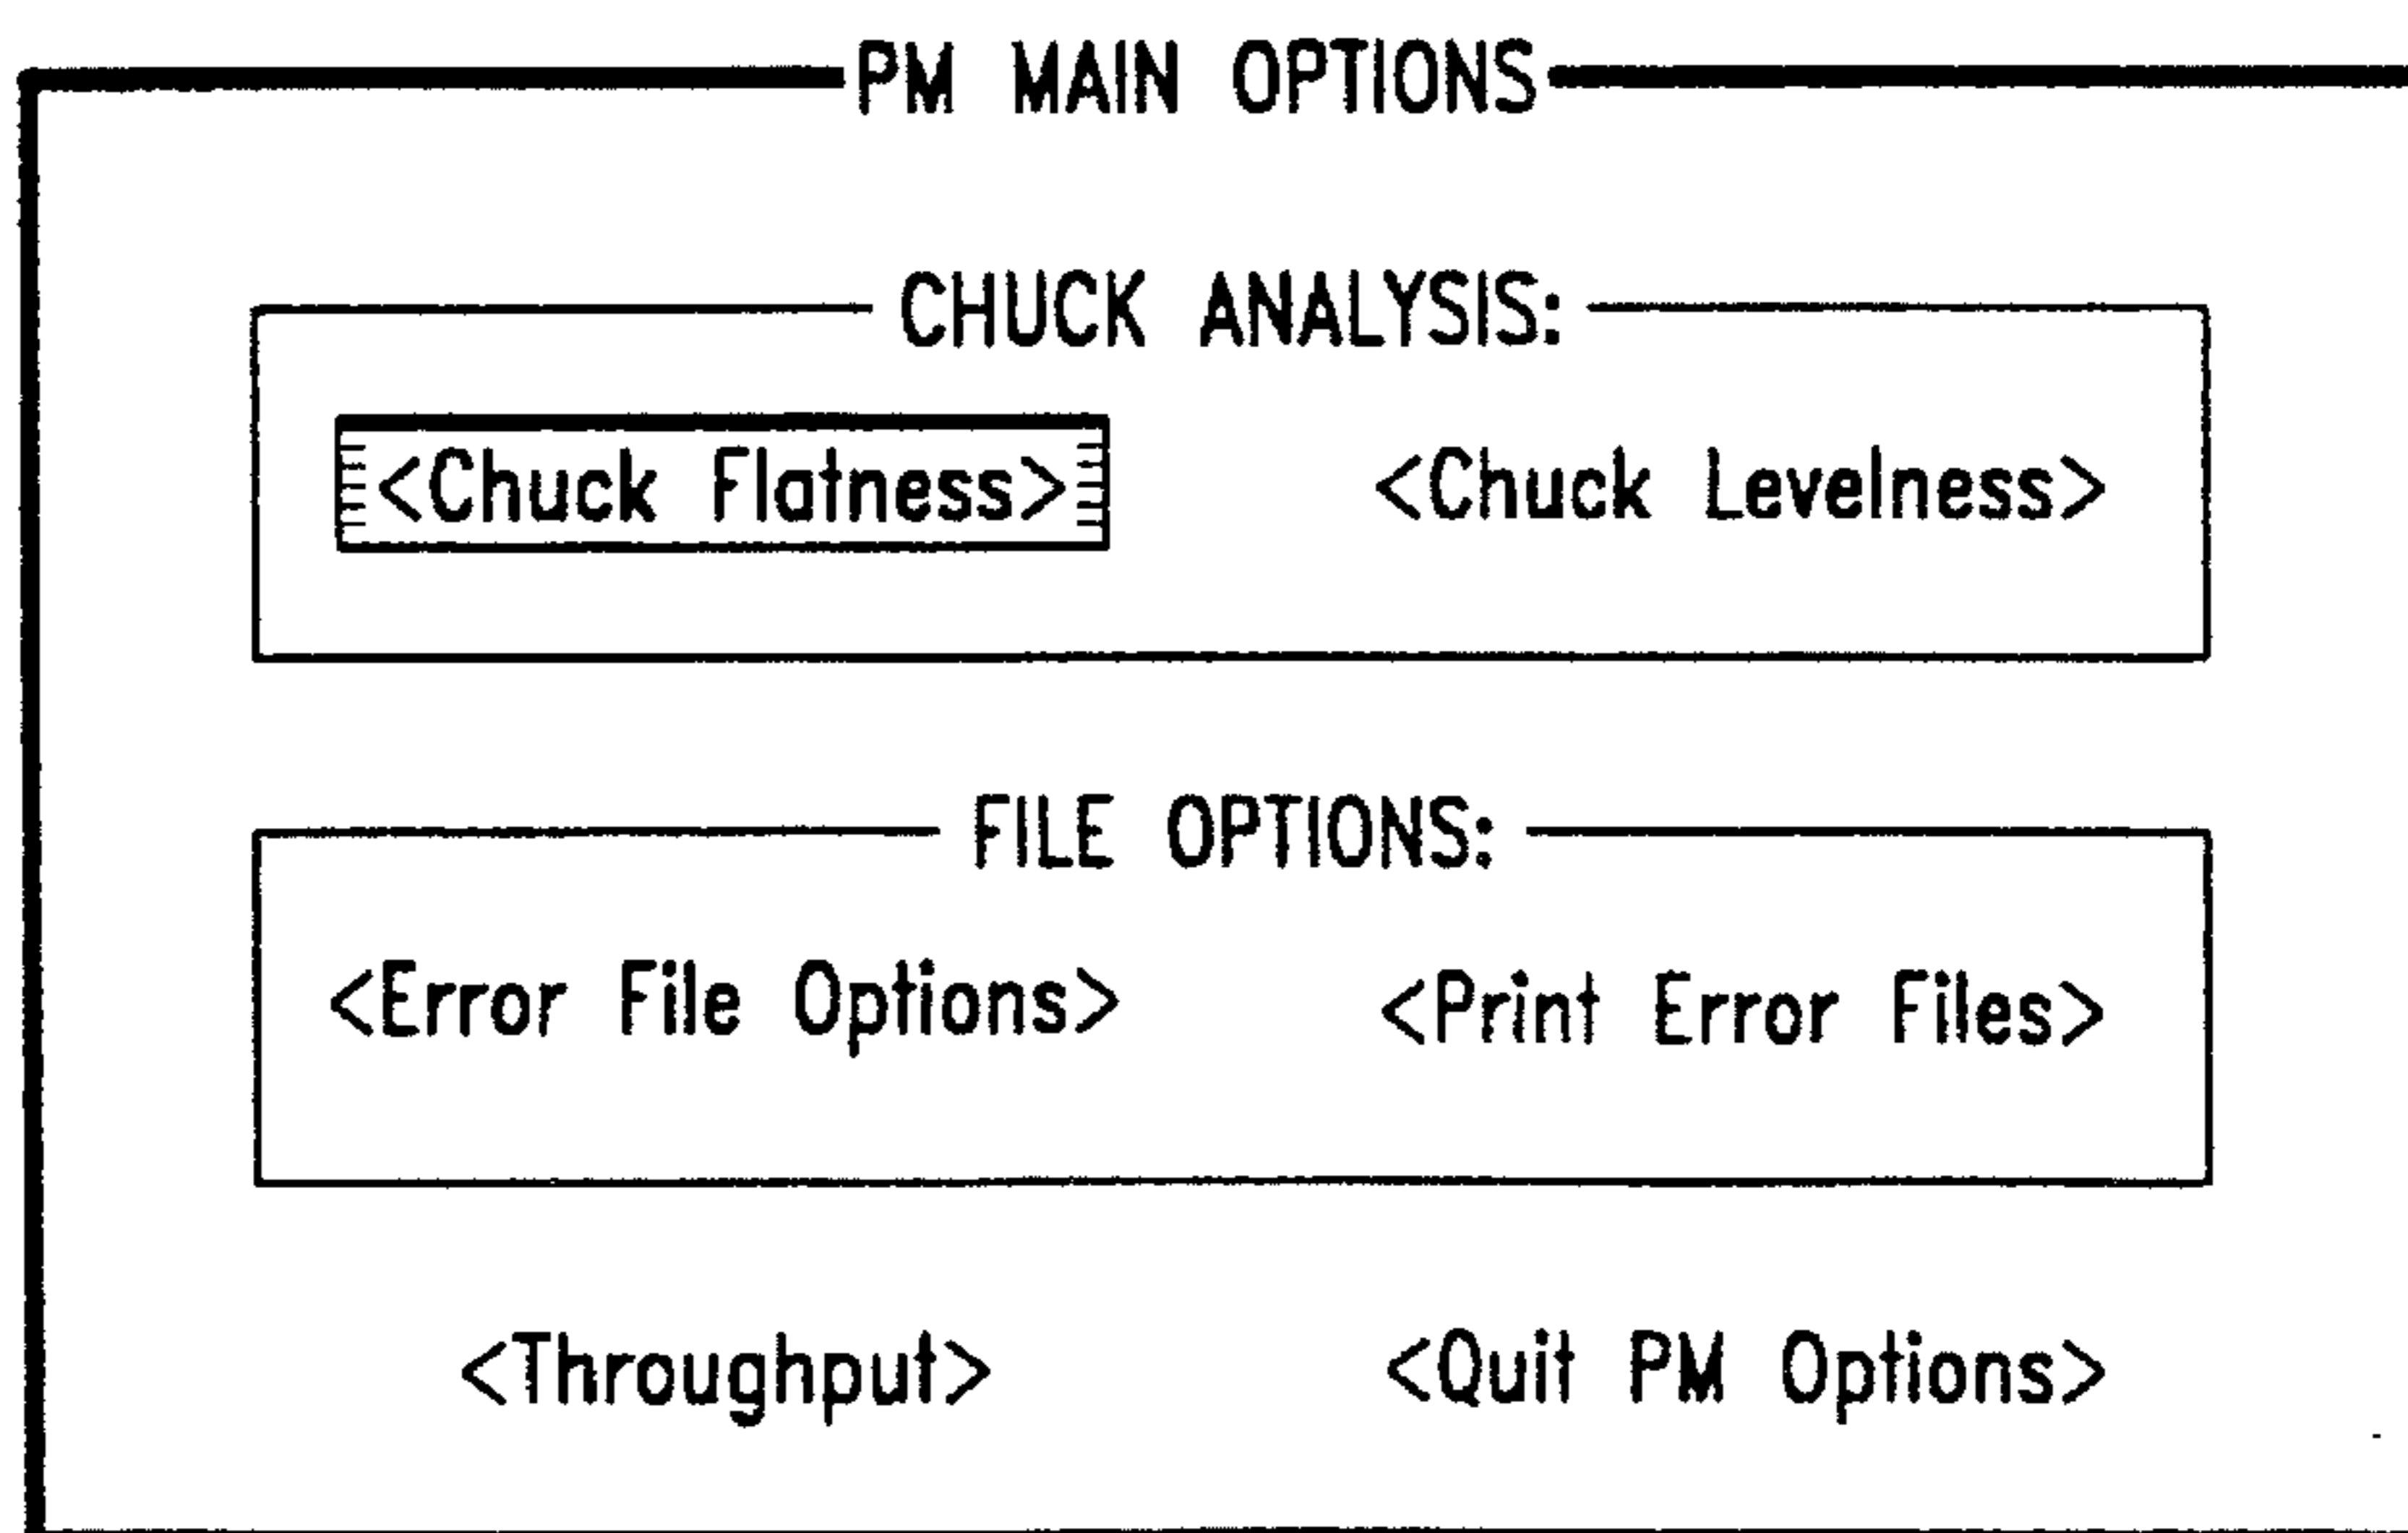 PM MAIN OPTIONS
CHUCK ANALYSIS:
<Chuck Flatness> <Chuck Levelness>
FILE OPTIONS:
<Error File Options> <Print Error Files>
<Throughput> <Quit PM Options>